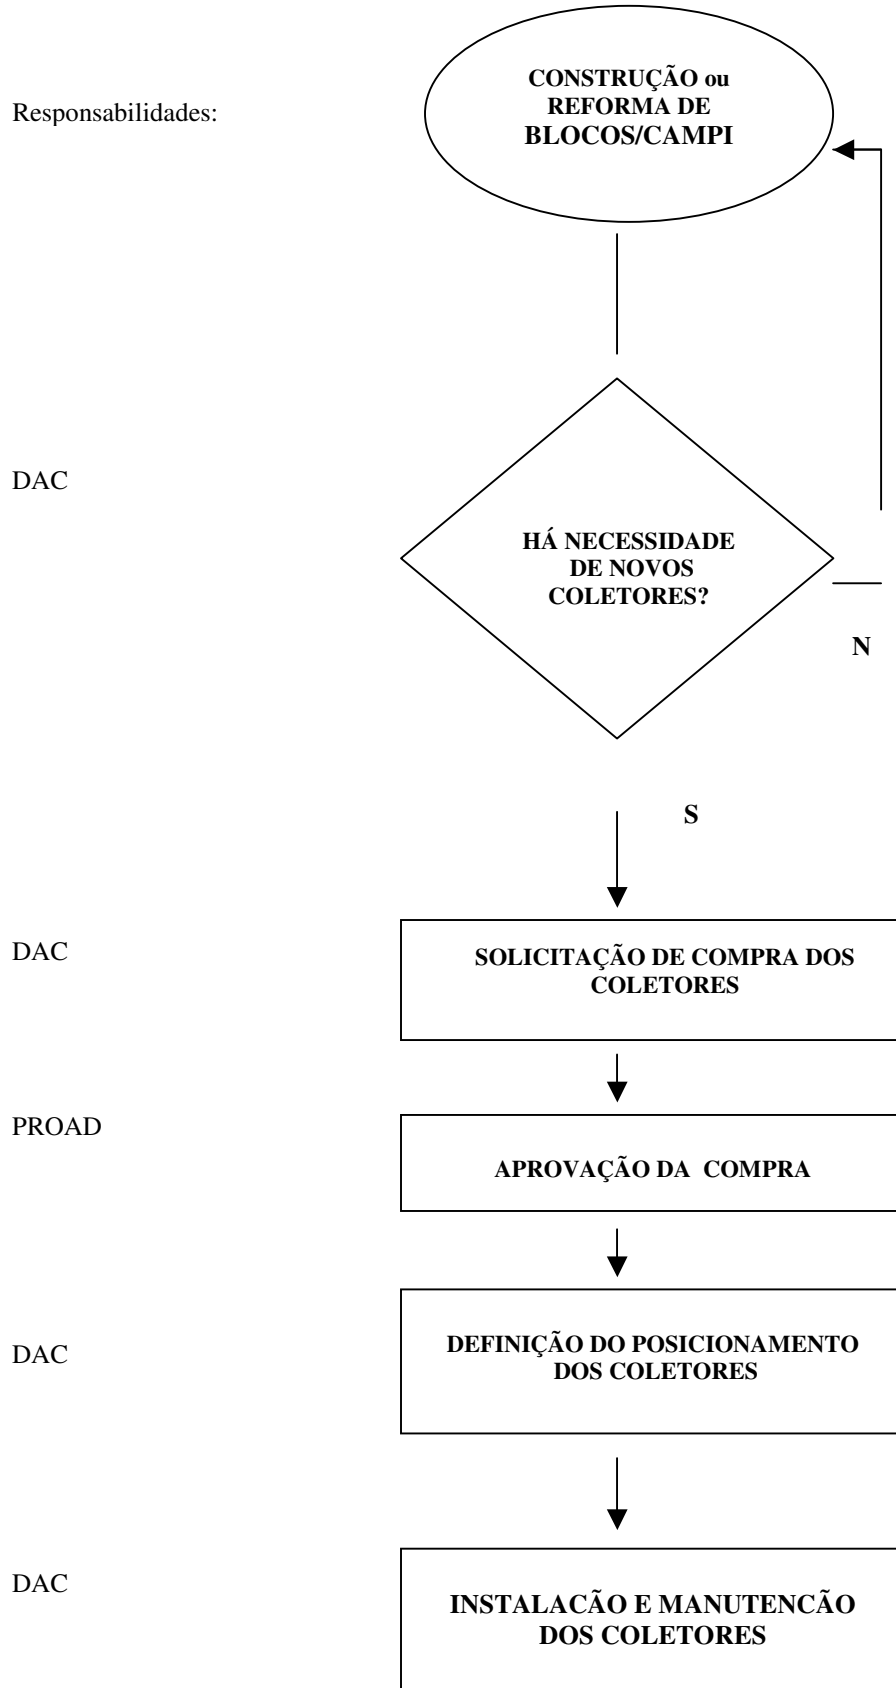 CONSTRUÇÃO ou
REFORMA DE
BLOCOS/CAMPI
Responsabilidades:
DAC
HÁ NECESSIDADE
DE NOVOS
COLETORES?
N
S
DAC
SOLICITAÇÃO DE COMPRA DOS
COLETORES
PROAD
APROVAÇÃO DA  COMPRA
DAC
DEFINIÇÃO DO POSICIONAMENTO
DOS COLETORES
DAC
INSTALACÃO E MANUTENCÃO
DOS COLETORES